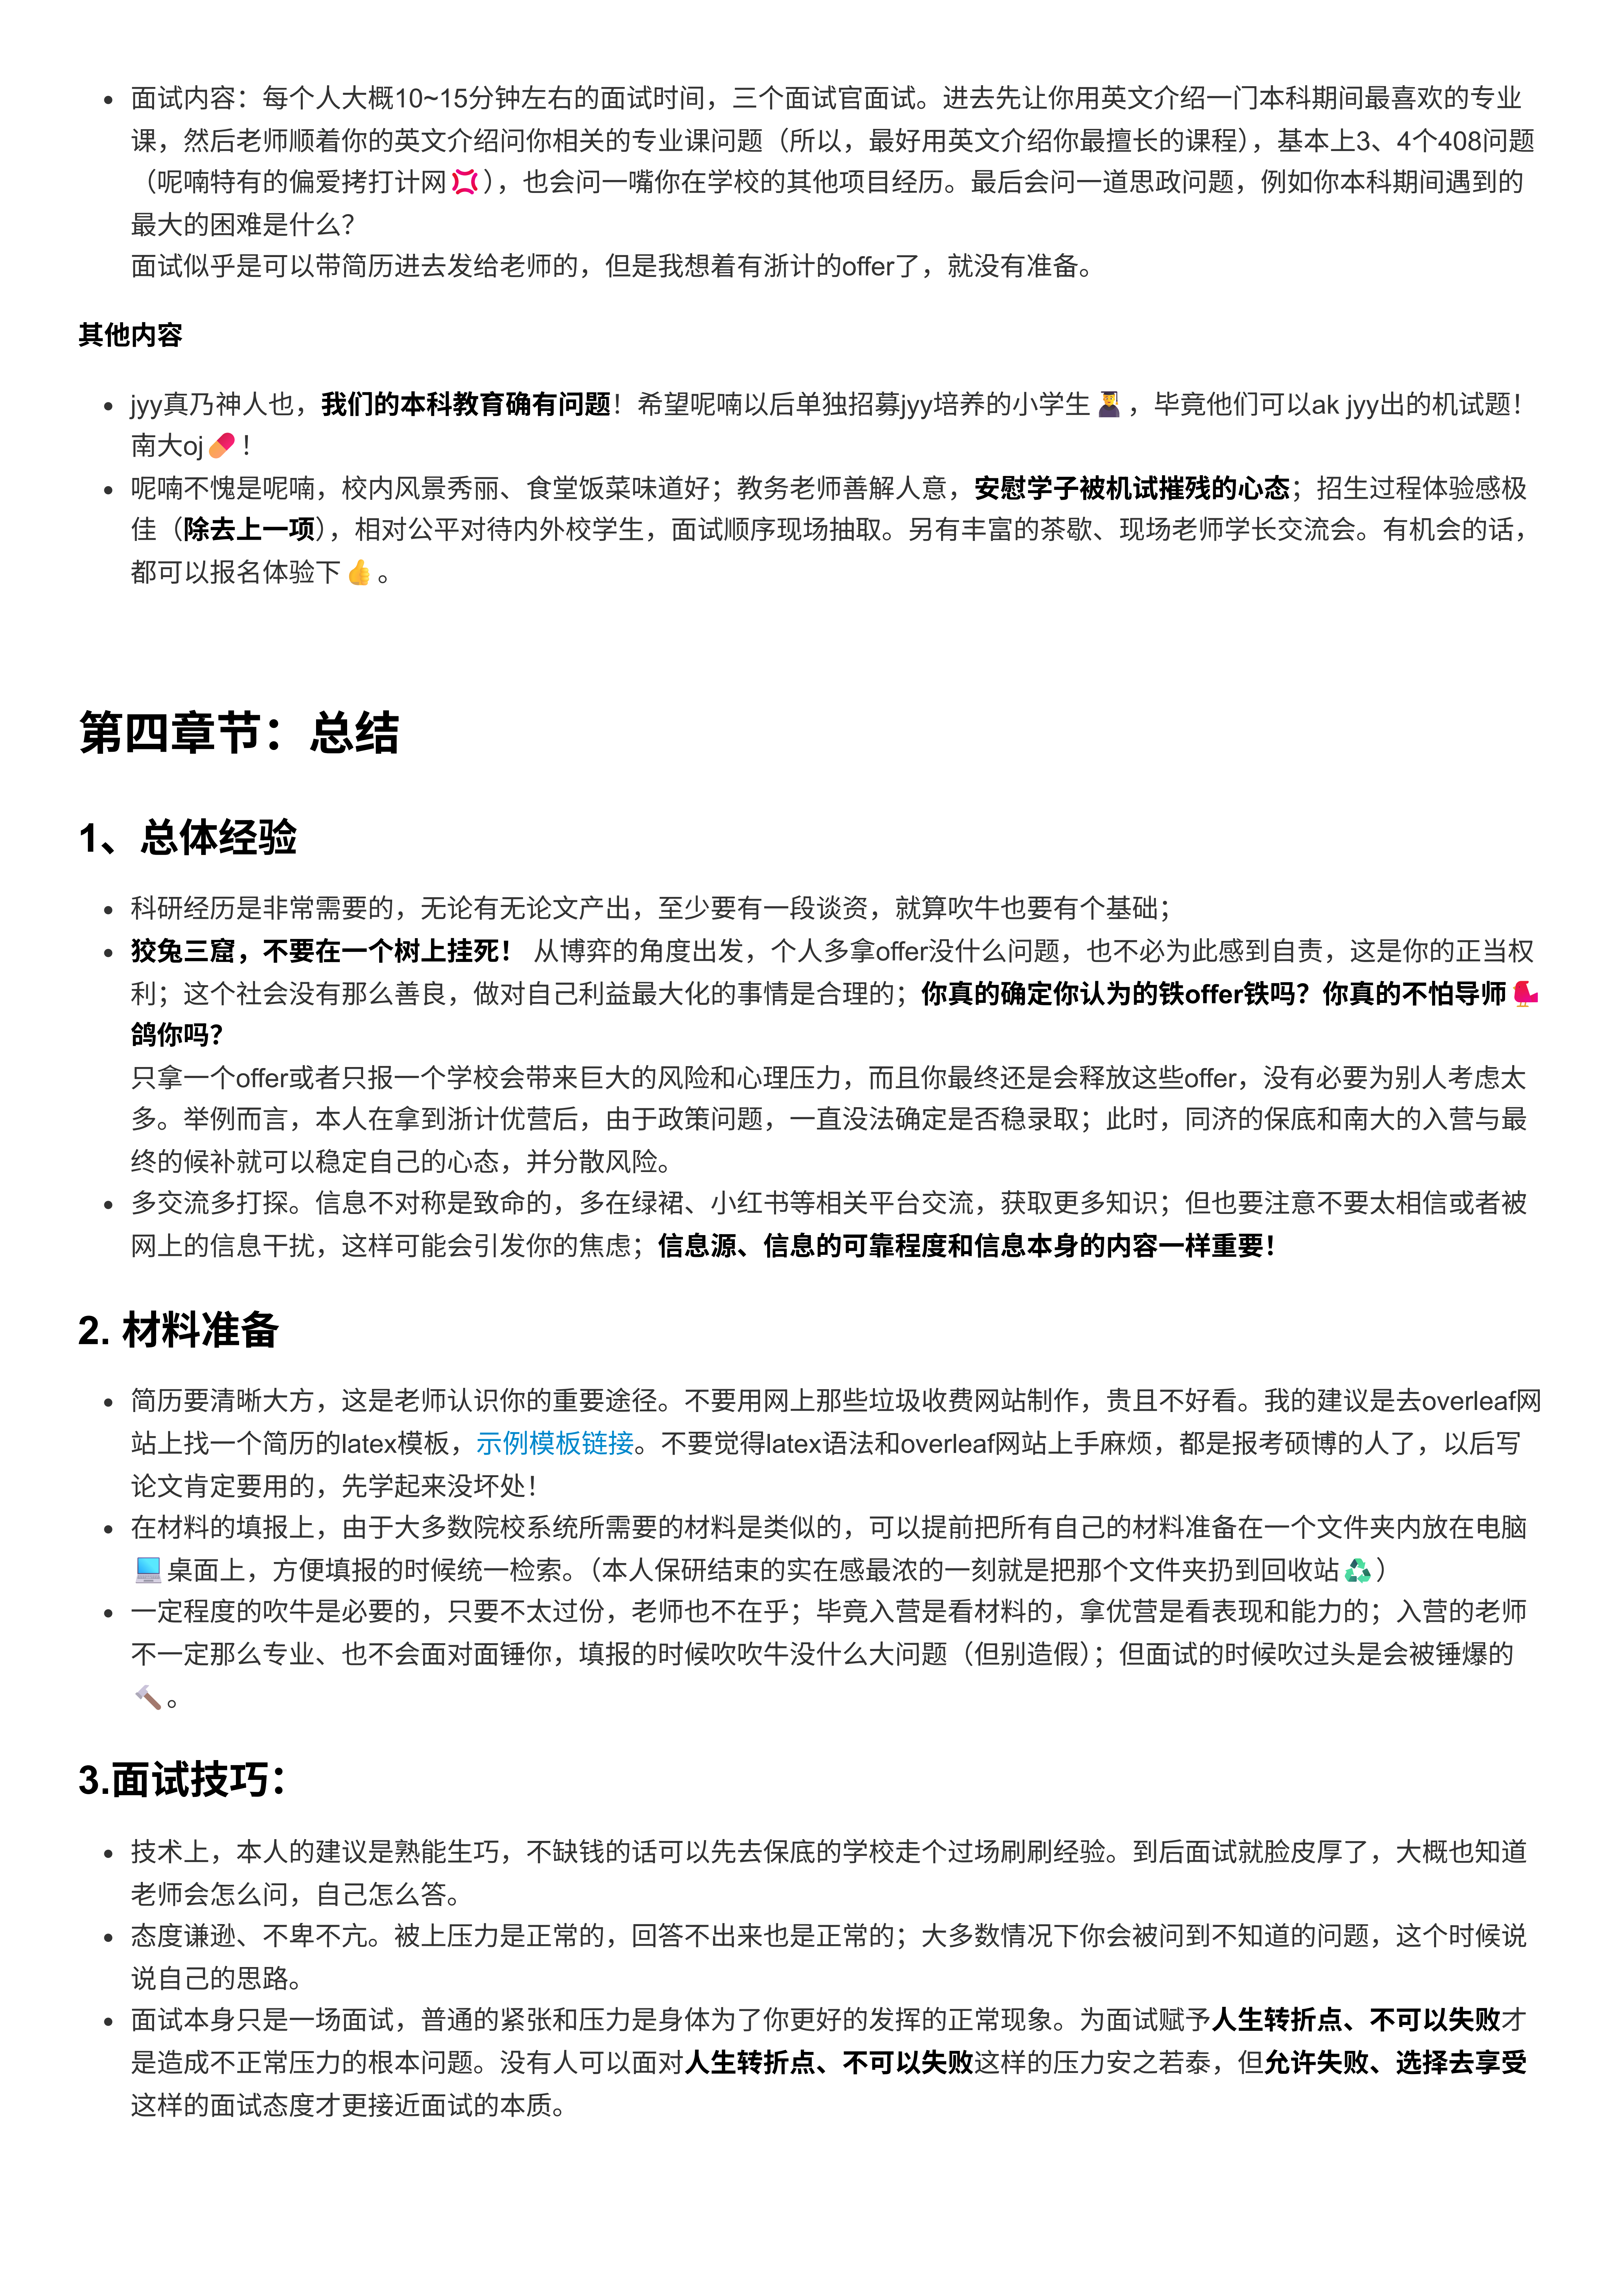 面试内容：每个人大概10~15分钟左右的面试时间，三个面试官面试。进去先让你用英文介绍一门本科期间最喜欢的专业
课，然后老师顺着你的英文介绍问你相关的专业课问题（所以，最好用英文介绍你最擅长的课程），基本上3、4个408问题
（呢喃特有的偏爱拷打计网💢），也会问一嘴你在学校的其他项目经历。最后会问一道思政问题，例如你本科期间遇到的
最大的困难是什么？
面试似乎是可以带简历进去发给老师的，但是我想着有浙计的offer了，就没有准备。
其他内容
jyy真乃神人也，我们的本科教育确有问题！希望呢喃以后单独招募jyy培养的小学生👨‍🎓，毕竟他们可以ak jyy出的机试题！
南大oj💊！
呢喃不愧是呢喃，校内风景秀丽、食堂饭菜味道好；教务老师善解人意，安慰学子被机试摧残的心态；招生过程体验感极
佳（除去上一项），相对公平对待内外校学生，面试顺序现场抽取。另有丰富的茶歇、现场老师学长交流会。有机会的话，
都可以报名体验下👍。
第四章节：总结
1、总体经验
科研经历是非常需要的，无论有无论文产出，至少要有一段谈资，就算吹牛也要有个基础；
狡兔三窟，不要在一个树上挂死！ 从博弈的角度出发，个人多拿offer没什么问题，也不必为此感到自责，这是你的正当权
利；这个社会没有那么善良，做对自己利益最大化的事情是合理的；你真的确定你认为的铁offer铁吗？你真的不怕导师
鸽你吗？
只拿一个offer或者只报一个学校会带来巨大的风险和心理压力，而且你最终还是会释放这些offer，没有必要为别人考虑太
多。举例而言，本人在拿到浙计优营后，由于政策问题，一直没法确定是否稳录取；此时，同济的保底和南大的入营与最
终的候补就可以稳定自己的心态，并分散风险。
多交流多打探。信息不对称是致命的，多在绿裙、小红书等相关平台交流，获取更多知识；但也要注意不要太相信或者被
网上的信息干扰，这样可能会引发你的焦虑；信息源、信息的可靠程度和信息本身的内容一样重要！
2. 材料准备
简历要清晰大方，这是老师认识你的重要途径。不要用网上那些垃圾收费网站制作，贵且不好看。我的建议是去overleaf网
站上找一个简历的latex模板，示例模板链接。不要觉得latex语法和overleaf网站上手麻烦，都是报考硕博的人了，以后写
论文肯定要用的，先学起来没坏处！
在材料的填报上，由于大多数院校系统所需要的材料是类似的，可以提前把所有自己的材料准备在一个文件夹内放在电脑
💻桌面上，方便填报的时候统一检索。（本人保研结束的实在感最浓的一刻就是把那个文件夹扔到回收站♻️）
一定程度的吹牛是必要的，只要不太过份，老师也不在乎；毕竟入营是看材料的，拿优营是看表现和能力的；入营的老师
不一定那么专业、也不会面对面锤你，填报的时候吹吹牛没什么大问题（但别造假）；但面试的时候吹过头是会被锤爆的
🔨。
3.面试技巧：
技术上，本人的建议是熟能生巧，不缺钱的话可以先去保底的学校走个过场刷刷经验。到后面试就脸皮厚了，大概也知道
老师会怎么问，自己怎么答。
态度谦逊、不卑不亢。被上压力是正常的，回答不出来也是正常的；大多数情况下你会被问到不知道的问题，这个时候说
说自己的思路。
面试本身只是一场面试，普通的紧张和压力是身体为了你更好的发挥的正常现象。为面试赋予人生转折点、不可以失败才
是造成不正常压力的根本问题。没有人可以面对人生转折点、不可以失败这样的压力安之若泰，但允许失败、选择去享受
这样的面试态度才更接近面试的本质。